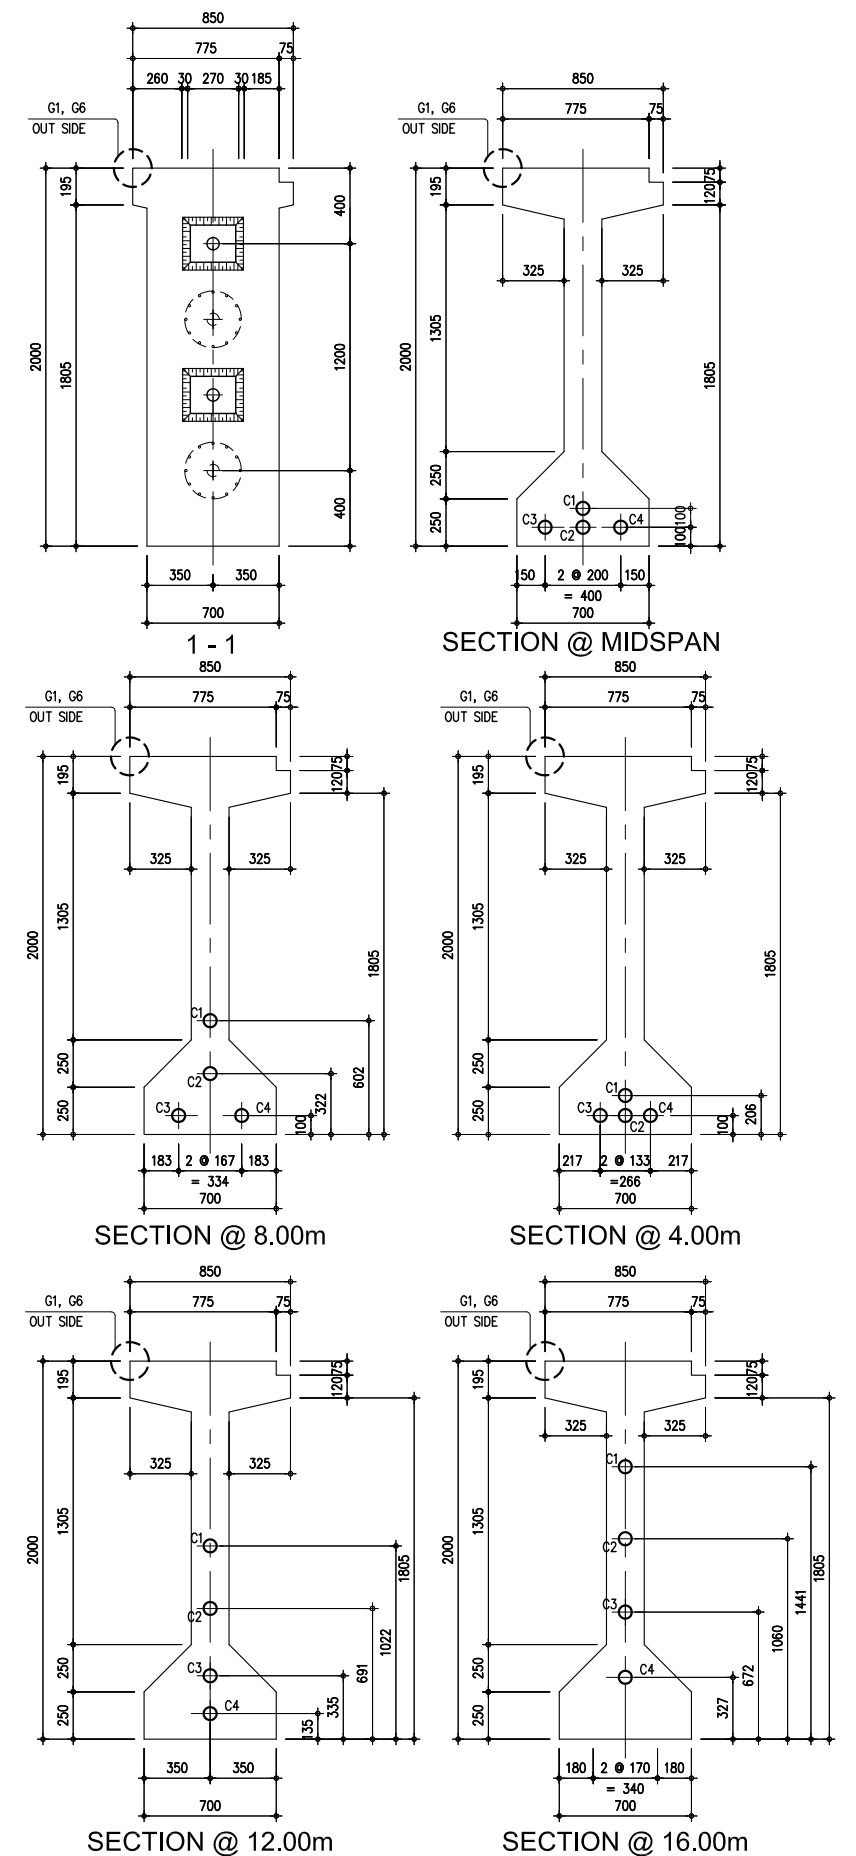 850
775 75
260 30 270 30 185
G1, G6
OUT SIDE
195
2000
1805
400
1200
400
350 350
700
1 - 1
850
775 75
G1, G6
OUT SIDE
195
75
120
325 325
2000
1305
1805
250
250
C1
C3 C2 C4
100
100
150 2 @ 200 150
= 400
700
SECTION @ MIDSPAN
850
775 75
G1, G6
OUT SIDE
195
75
120
325 325
2000
1305
1805
C1
250
C2
602
250
C3 C4
322
100
183 2 @ 167 183
= 334
700
SECTION @ 8.00m
850
775 75
G1, G6
OUT SIDE
195
75
120
325 325
2000
1305
1805
250
C1
250
C3 C4
C2
100
206
217 2 @ 133 217
=266
700
SECTION @ 4.00m
850
775 75
G1, G6
OUT SIDE
195
75
120
325 325
2000
1305
1805
C1
C2
250
C3
691
1022
250
C4
335
135
350 350
700
SECTION @ 12.00m
850
775 75
G1, G6
OUT SIDE
195
75
120
325 325
C1
2000
1305
1805
C2
1441
C3
1060
250
C4
672
250
327
180 2 @ 170 180
= 340
700
SECTION @ 16.00m